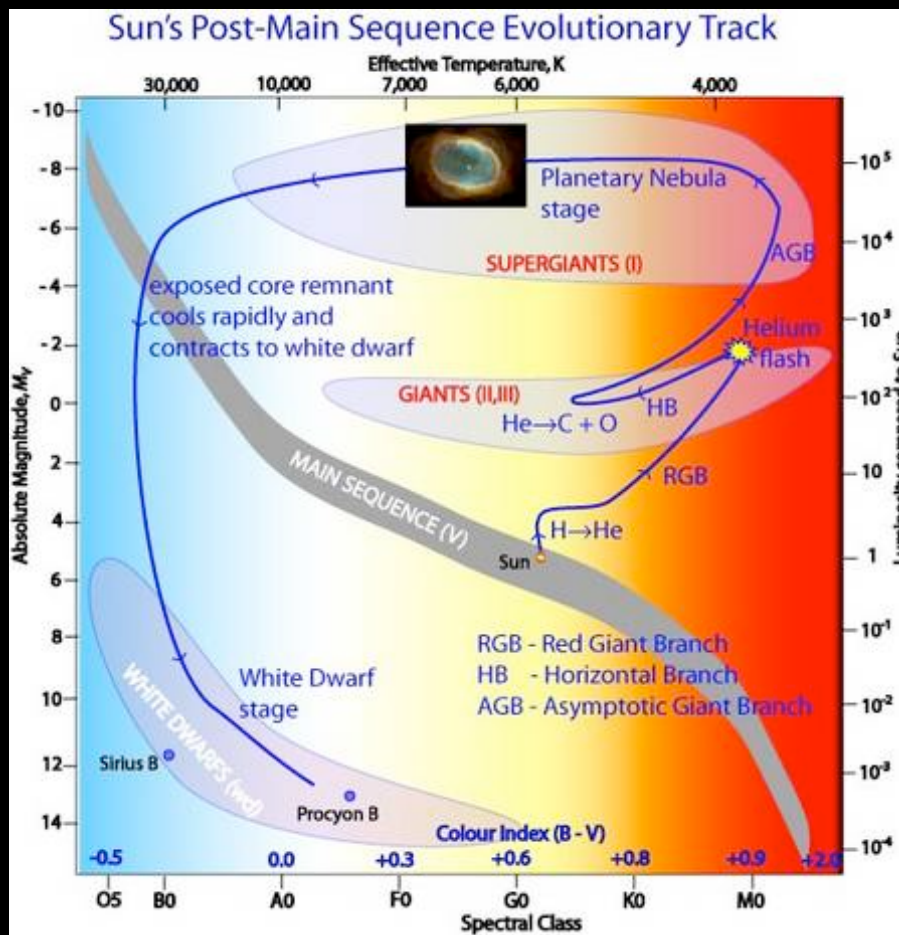 Sun's Post-Main Sequence Evolutionary Track
Effective Temperature, K
30,000 10,000 7,000 6,000 4,000
-10
-8
-6
-4
-2
0
2
4
6
8
10
12
14
Absolute Magnitude, Mv
10⁵
10⁴
10³
10²
10
1
10⁻¹
10⁻²
10⁻³
10⁻⁴
Luminosity compared to Sun
Planetary Nebula
stage
SUPERGIANTS (I)
AGB
exposed core remnant
cools rapidly and
contracts to white dwarf
Helium
flash
GIANTS (II,III)
HB
He→C + O
RGB
MAIN SEQUENCE (V)
H→He
Sun
RGB - Red Giant Branch
HB - Horizontal Branch
AGB - Asymptotic Giant Branch
White Dwarf
stage
WHITE DWARFS (wd)
Sirius B
Procyon B
Colour Index (B - V)
-0.5 0.0 +0.3 +0.6 +0.8 +0.9 +2.0
O5 B0 A0 F0 G0 K0 M0
Spectral Class